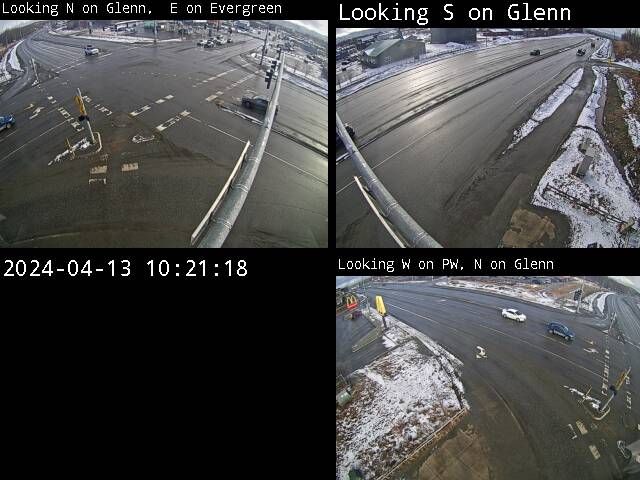 Looking N on Glenn,  E on Evergreen
Looking S on Glenn
2024-04-13 10:21:18
Looking W on PW, N on Glenn